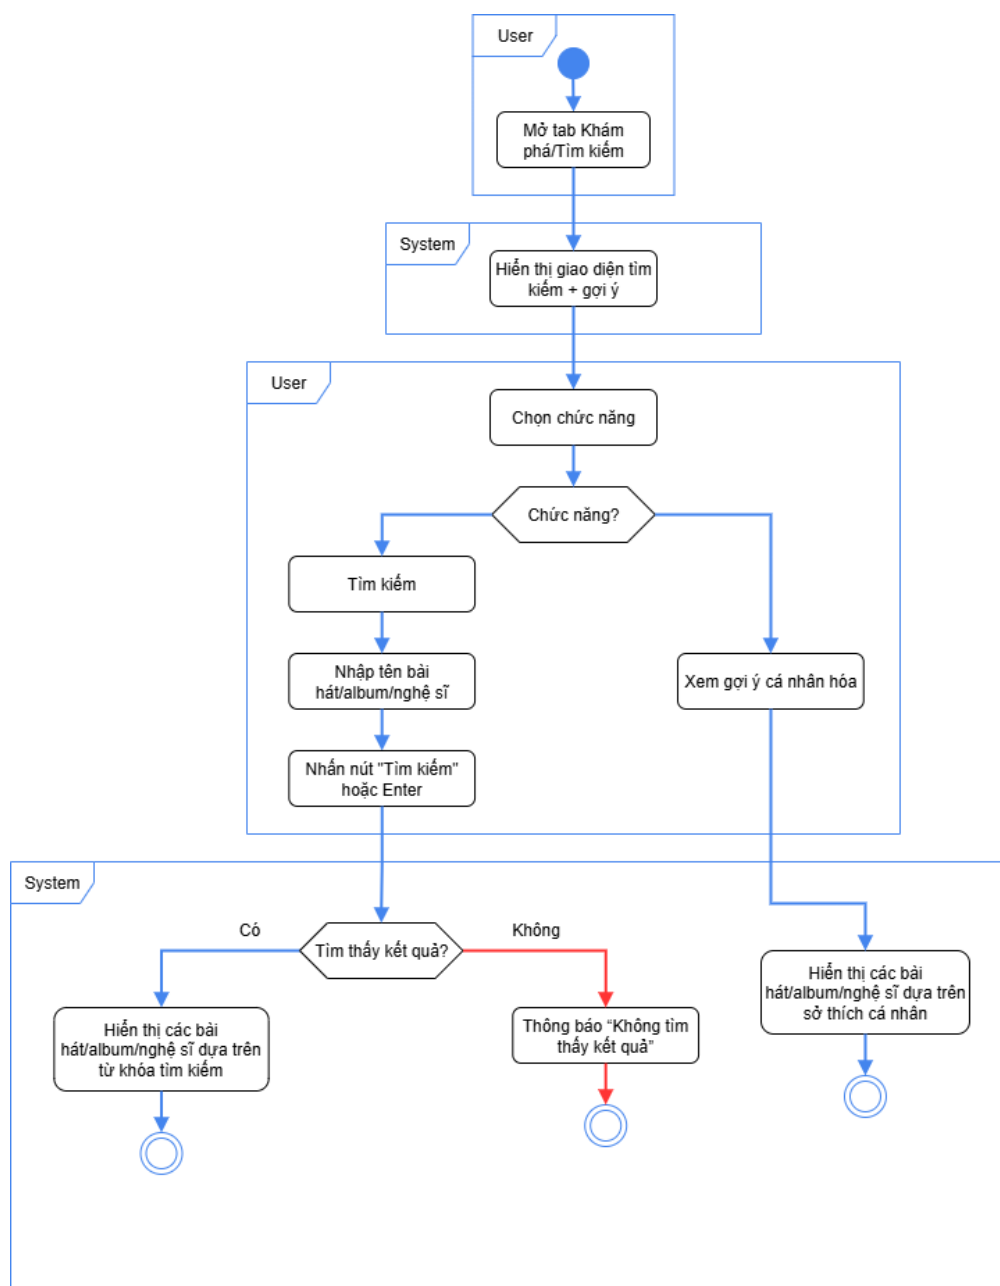 User
Mở tab Khám
phá/Tìm kiếm
System
Hiển thị giao diện tìm
kiếm + gợi ý
User
Chọn chức năng
Chức năng?
Tìm kiếm
Nhập tên bài
hát/album/nghệ sĩ
Xem gợi ý cá nhân hóa
Nhấn nút "Tìm kiếm"
hoặc Enter
System
Có
Không
Tìm thấy kết quả?
Hiển thị các bài
hát/album/nghệ sĩ dựa trên
sở thích cá nhân
Hiển thị các bài
hát/album/nghệ sĩ dựa trên
từ khóa tìm kiếm
Thông báo “Không tìm
thấy kết quả”